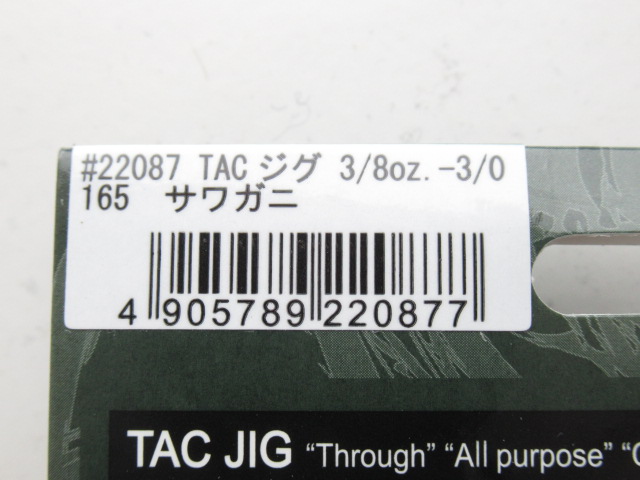 #22087 TAC ジグ 3/8oz.-3/0
165 サワガニ
4 905789 220877
TAC JIG "Through" "All purpose"